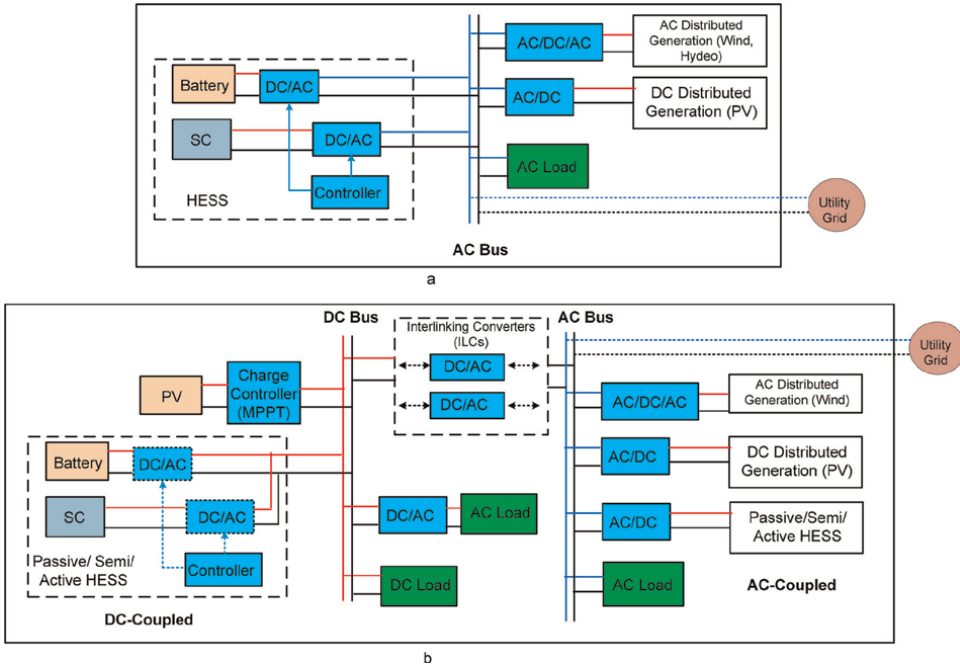 AC/DC/AC
AC Distributed
Generation (Wind,
Hydeo)
Battery
DC/AC
AC/DC
DC Distributed
Generation (PV)
SC
DC/AC
AC Load
Controller
HESS
Utility
Grid
AC Bus
a
DC Bus
Interlinking Converters
(ILCs)
AC Bus
Utility
Grid
DC/AC
PV
Charge
Controller
(MPPT)
DC/AC
AC/DC/AC
AC Distributed
Generation (Wind)
Battery
DC/AC
AC/DC
DC Distributed
Generation (PV)
SC
DC/AC
DC/AC
AC Load
AC/DC
Passive/Semi/
Active HESS
Passive/ Semi/
Active HESS
Controller
DC Load
AC Load
AC-Coupled
DC-Coupled
b